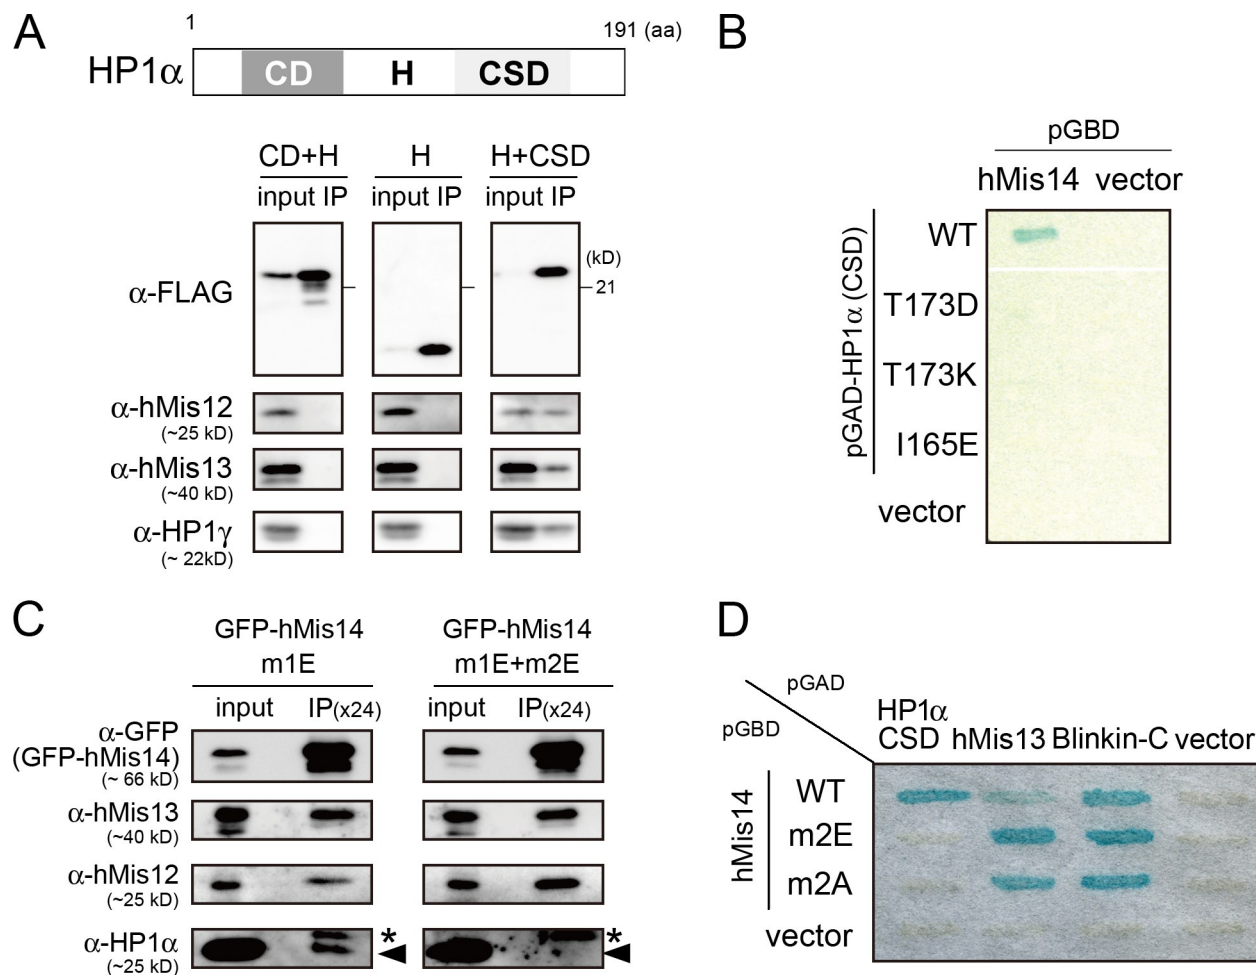 A
1
191 (aa)
HP1α
CD
H
CSD
CD+H
H
H+CSD
input IP
input IP
input IP
(kD)
21
α-FLAG
α-hMis12
(~25 kD)
α-hMis13
(~40 kD)
α-HP1γ
(~ 22kD)
B
pGBD
hMis14 vector
pGAD-HP1α (CSD)
WT
T173D
T173K
I165E
vector
C
GFP-hMis14
m1E
GFP-hMis14
m1E+m2E
input IP(x24)
input IP(x24)
α-GFP
(GFP-hMis14)
(~ 66 kD)
α-hMis13
(~40 kD)
α-hMis12
(~25 kD)
α-HP1α
(~25 kD)
*
*
D
pGAD
pGBD
HP1α
CSD hMis13 Blinkin-C vector
hMis14
WT
m2E
m2A
vector